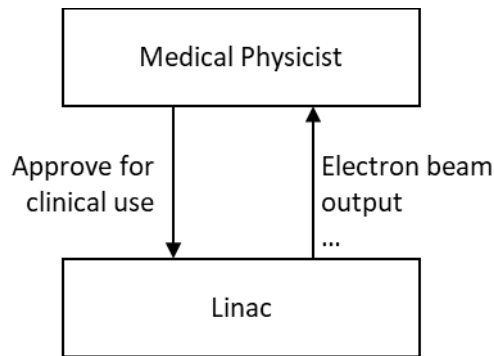 Medical Physicist
Approve for
clinical use
Electron beam
output
...
Linac